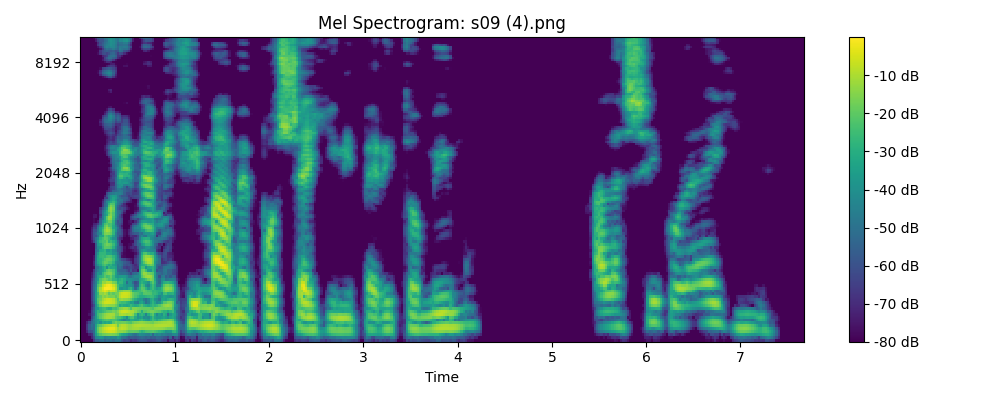 Mel Spectrogram: s09 (4).png
8192
4096
2048
1024
512
0
Hz
0 1 2 3 4 5 6 7
Time
-10 dB
-20 dB
-30 dB
-40 dB
-50 dB
-60 dB
-70 dB
-80 dB